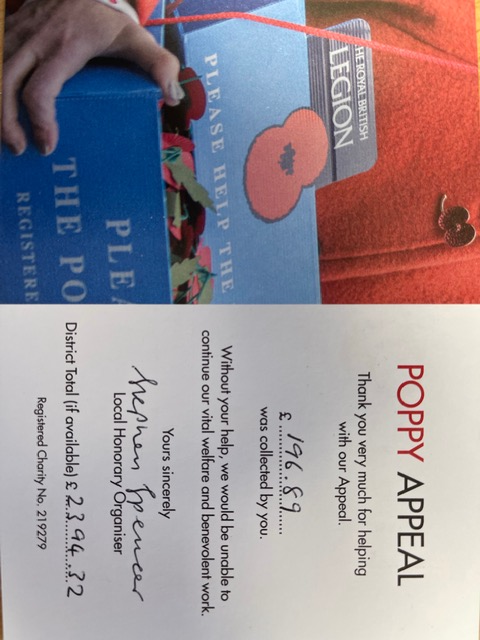 THE ROYAL BRITISH
LEGION
PLEASE HELP THE
PLEA
THE PO
REGISTERE
POPPY APPEAL
Thank you very much for helping
with our Appeal.
£ 196.89
was collected by you.
Without your help, we would be unable to
continue our vital welfare and benevolent work.
Yours sincerely
Stephen Spencer
Local Honorary Organiser
District Total (if available) £ 2394.32
Registered Charity No. 219279